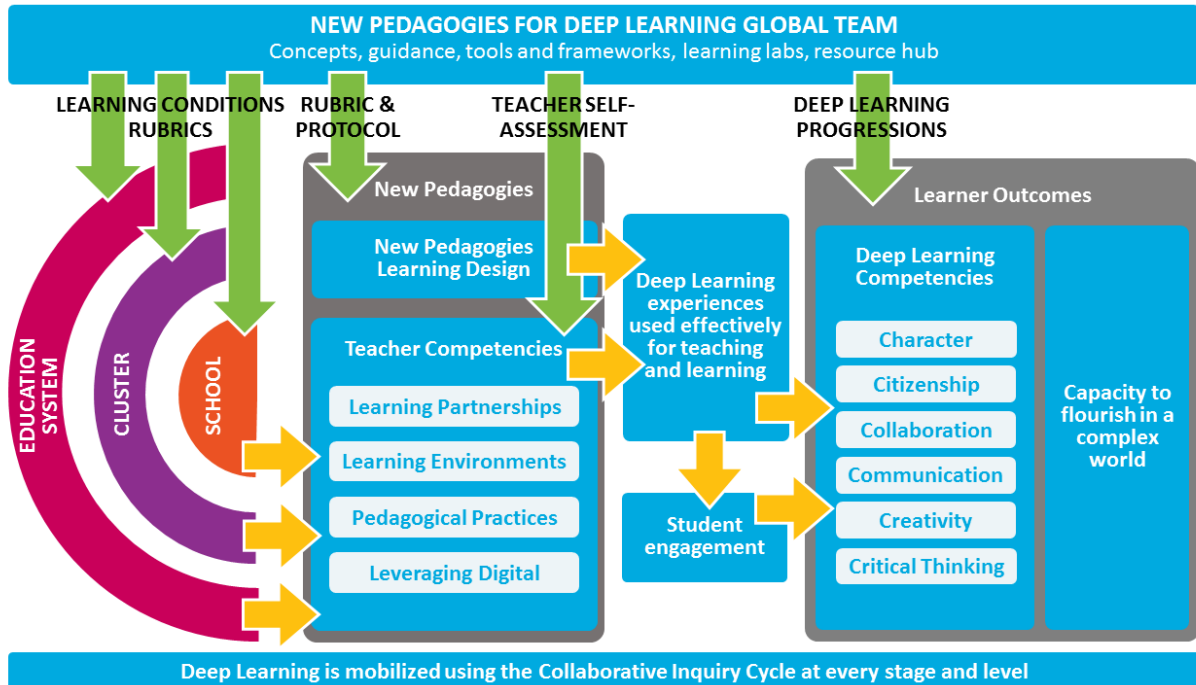 NEW PEDAGOGIES FOR DEEP LEARNING GLOBAL TEAM
Concepts, guidance, tools and frameworks, learning labs, resource hub
LEARNING CONDITIONS
RUBRICS
RUBRIC &
PROTOCOL
TEACHER SELF-
ASSESSMENT
DEEP LEARNING
PROGRESSIONS
EDUCATION
SYSTEM
CLUSTER
SCHOOL
New Pedagogies
New Pedagogies
Learning Design
Teacher Competencies
Learning Partnerships
Learning Environments
Pedagogical Practices
Leveraging Digital
Deep Learning
experiences
used effectively
for teaching
and learning
Student
engagement
Learner Outcomes
Deep Learning
Competencies
Character
Citizenship
Collaboration
Communication
Creativity
Critical Thinking
Capacity to
flourish in a
complex
world
Deep Learning is mobilized using the Collaborative Inquiry Cycle at every stage and level